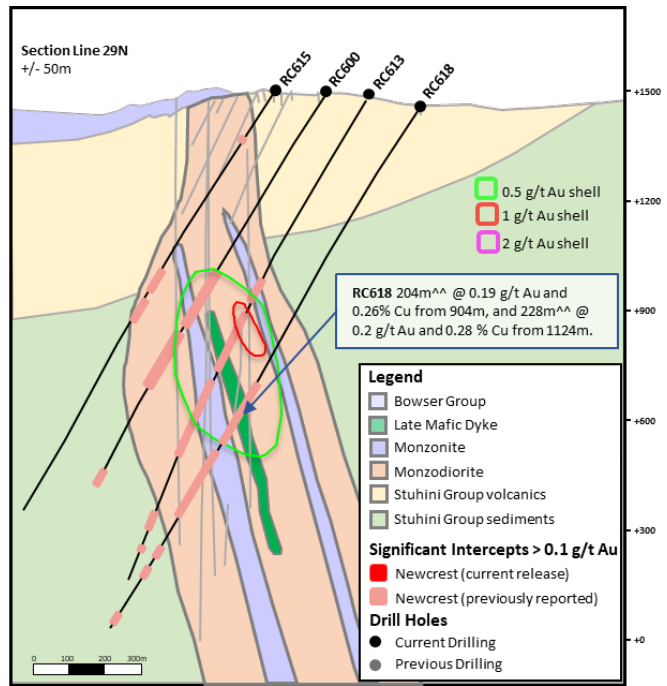 Section Line 29N
+/- 50m
RC615
RC600
RC613
RC618
+1500
+1200
+900
+600
+300
+0
0.5 g/t Au shell
1 g/t Au shell
2 g/t Au shell
RC618 204m^^ @ 0.19 g/t Au and
0.26% Cu from 904m, and 228m^^ @
0.2 g/t Au and 0.28 % Cu from 1124m.
Legend
Bowser Group
Late Mafic Dyke
Monzonite
Monzodiorite
Stuhini Group volcanics
Stuhini Group sediments
Significant Intercepts > 0.1 g/t Au
Newcrest (current release)
Newcrest (previously reported)
Drill Holes
Current Drilling
Previous Drilling
0 100 200 300m